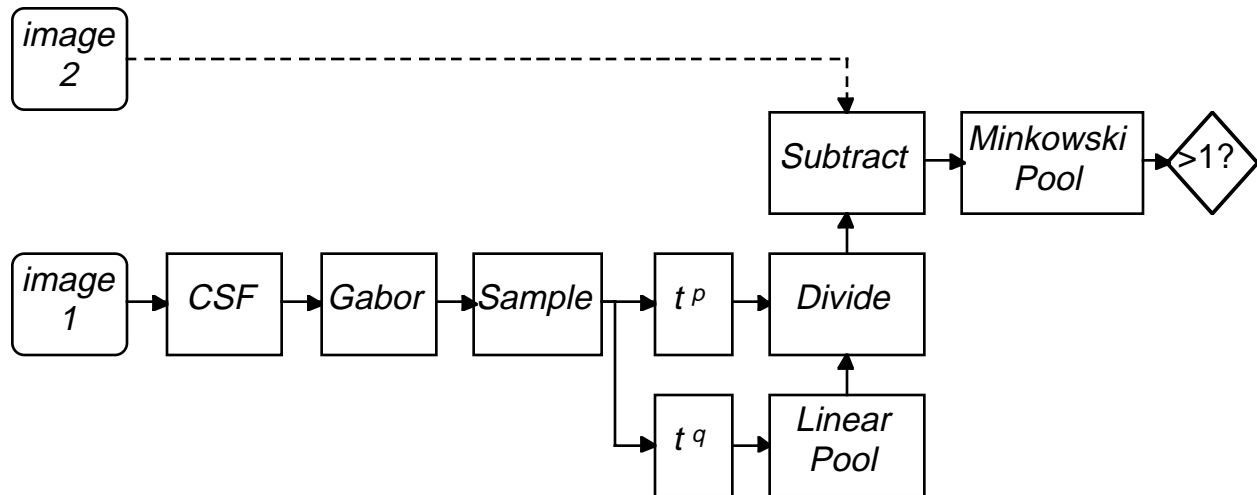 image
2
Subtract
Minkowski
Pool
>1?
image
1
CSF
Gabor
Sample
t p
Divide
t q
Linear
Pool